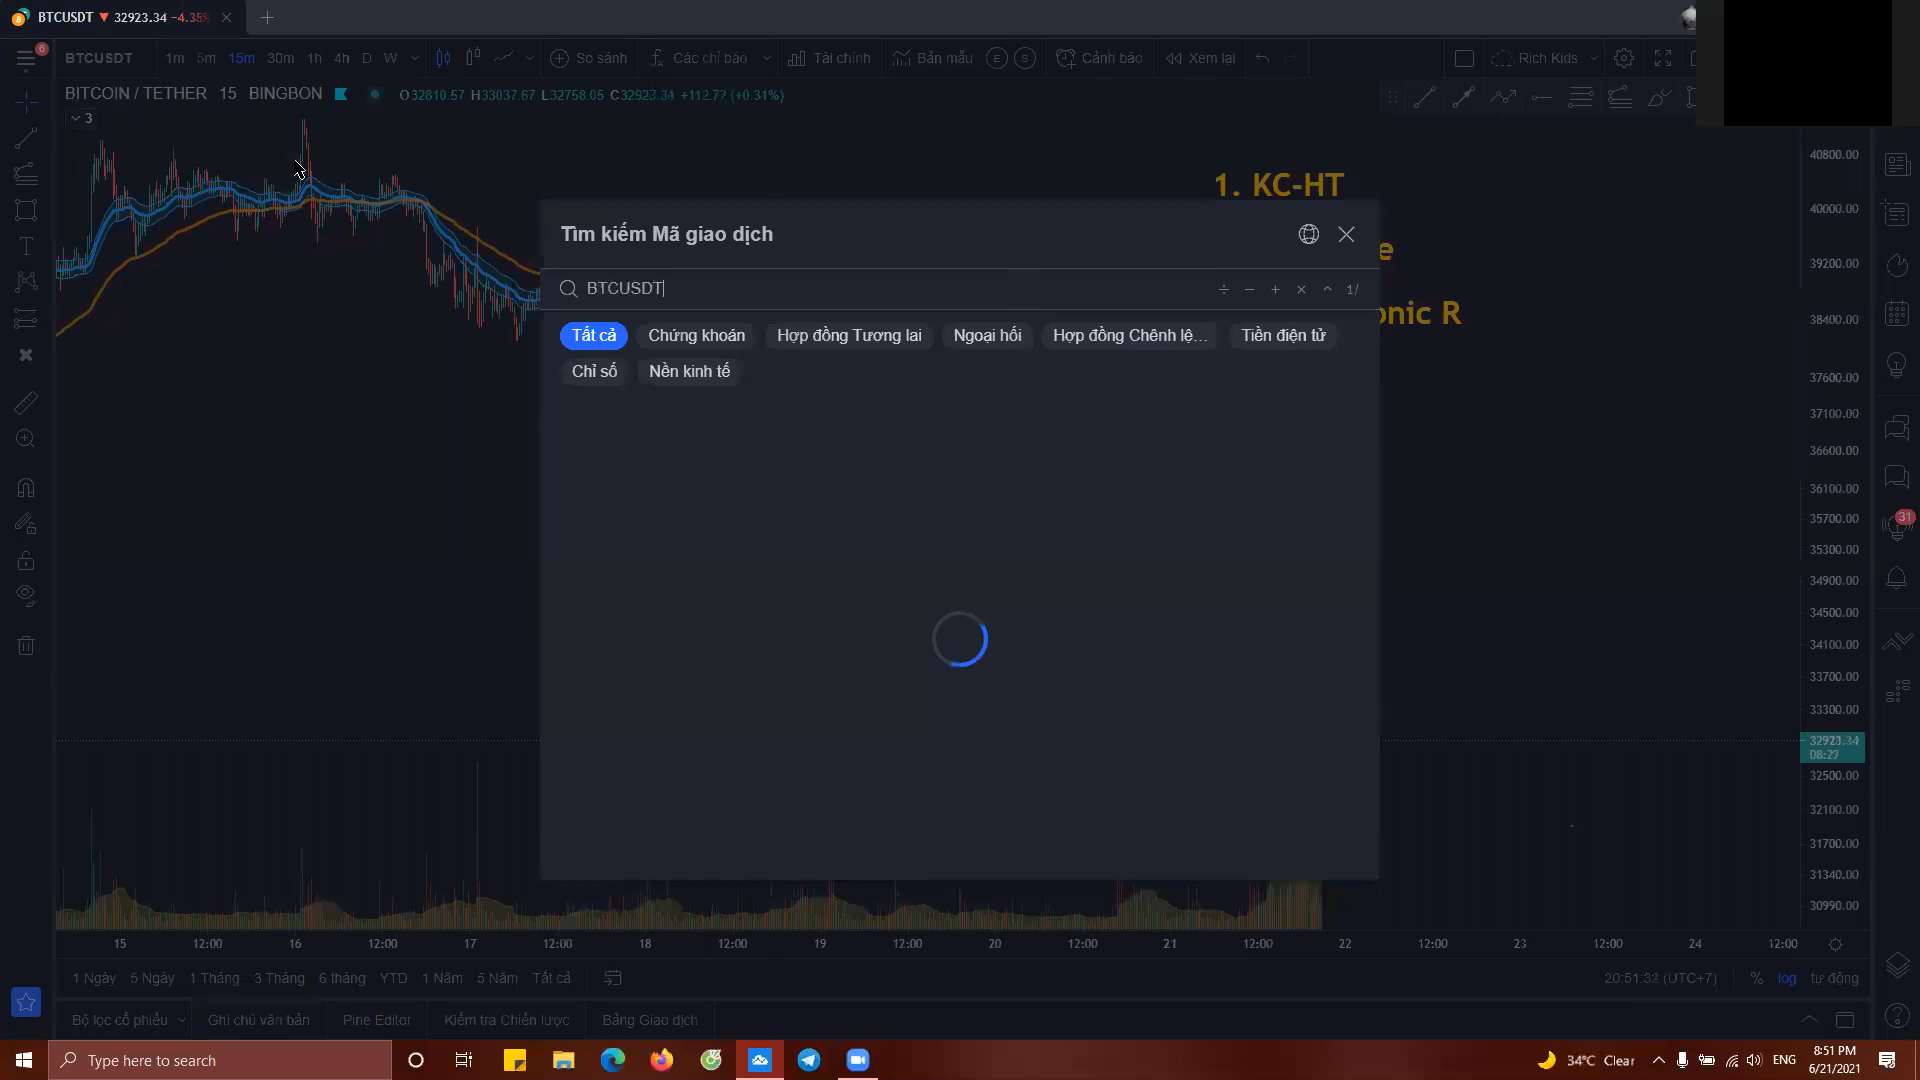 BTCUSDT ▼ 32923.34 −4.35%
6
BTCUSDT 1m 5m 15m 30m 1h 4h D W So sánh Các chỉ báo Tài chính Bản mẫu E S Cảnh báo Xem lại Rich Kids
BITCOIN / TETHER 15 BINGBON O32810.57 H33037.67 L32758.05 C32923.34 +112.77 (+0.31%)
3
1. KC-HT
e
onic R
Tìm kiếm Mã giao dịch
BTCUSDT
÷ − + × ^ 1/
Tất cả Chứng khoán Hợp đồng Tương lai Ngoại hối Hợp đồng Chênh lệ... Tiền điện tử
Chỉ số Nền kinh tế
40800.00
40000.00
39200.00
38400.00
37600.00
37100.00
36600.00
36100.00
35700.00
35300.00
34900.00
34500.00
34100.00
33700.00
33300.00
32923.34
08:27
32500.00
32100.00
31700.00
31340.00
30990.00
31
15 12:00 16 12:00 17 12:00 18 12:00 19 12:00 20 12:00 21 12:00 22 12:00 23 12:00 24 12:00
1 Ngày 5 Ngày 1 Tháng 3 Tháng 6 tháng YTD 1 Năm 5 Năm Tất cả
20:51:32 (UTC+7) % log tự động
Bộ lọc cổ phiếu Ghi chú văn bản Pine Editor Kiểm tra Chiến lược Bảng Giao dịch
Type here to search
34°C Clear ENG
8:51 PM
6/21/2021